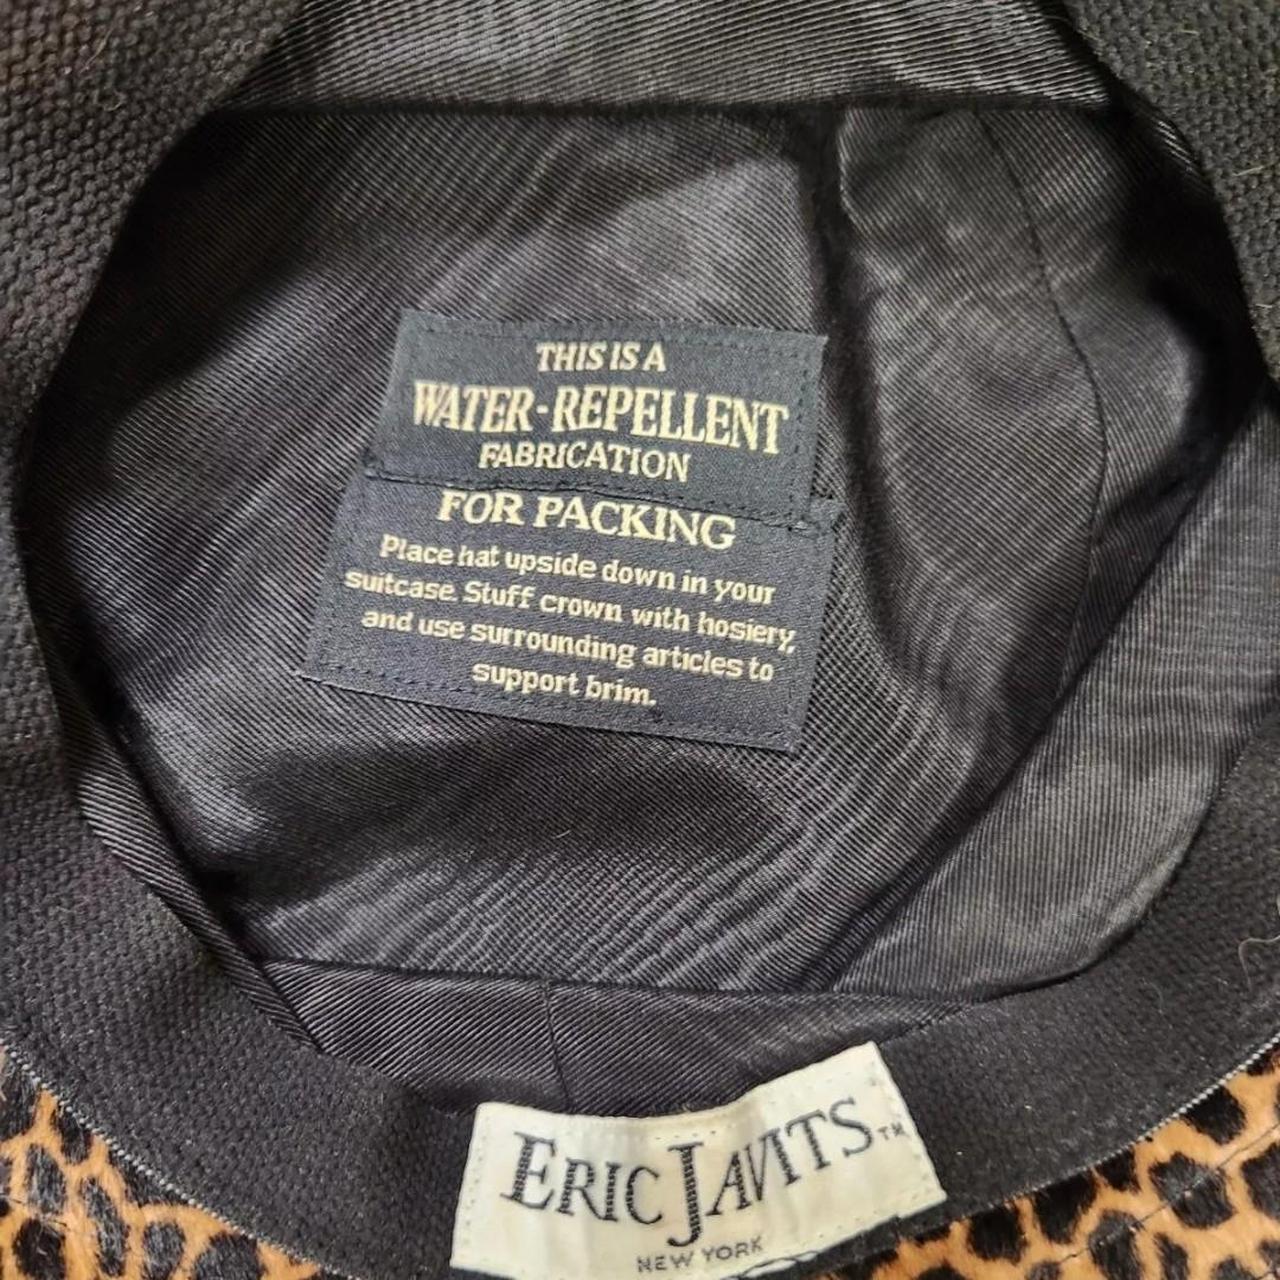 THIS IS A
WATER-REPELLENT
FABRICATION
FOR PACKING
Place hat upside down in your
suitcase. Stuff crown with hosiery,
and use surrounding articles to
support brim.
ERIC JAVITS™
NEW YORK